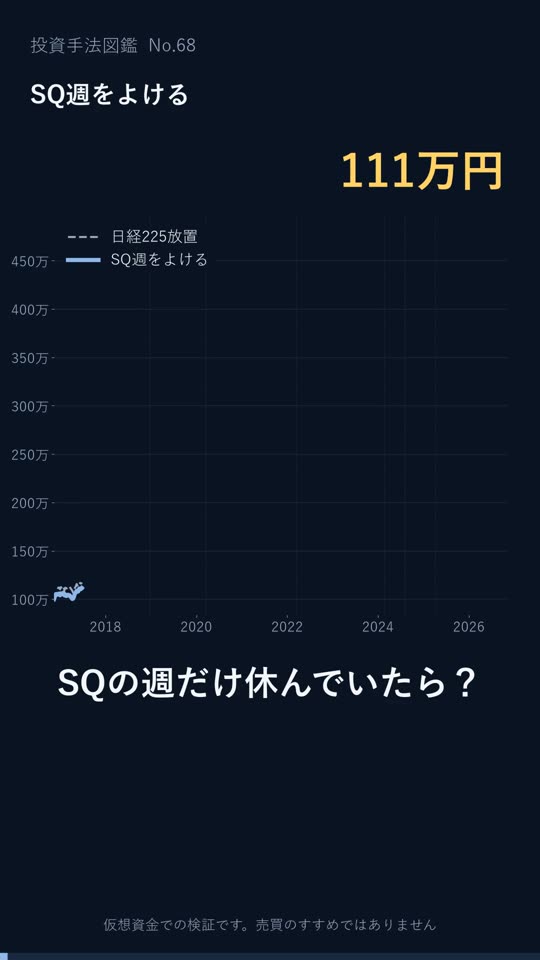 投資手法図鑑 No.68
SQ週をよける
111万円
日経225放置
SQ週をよける
450万
400万
350万
300万
250万
200万
150万
100万
2018 2020 2022 2024 2026
SQの週だけ休んでいたら？
仮想資金での検証です。売買のすすめではありません